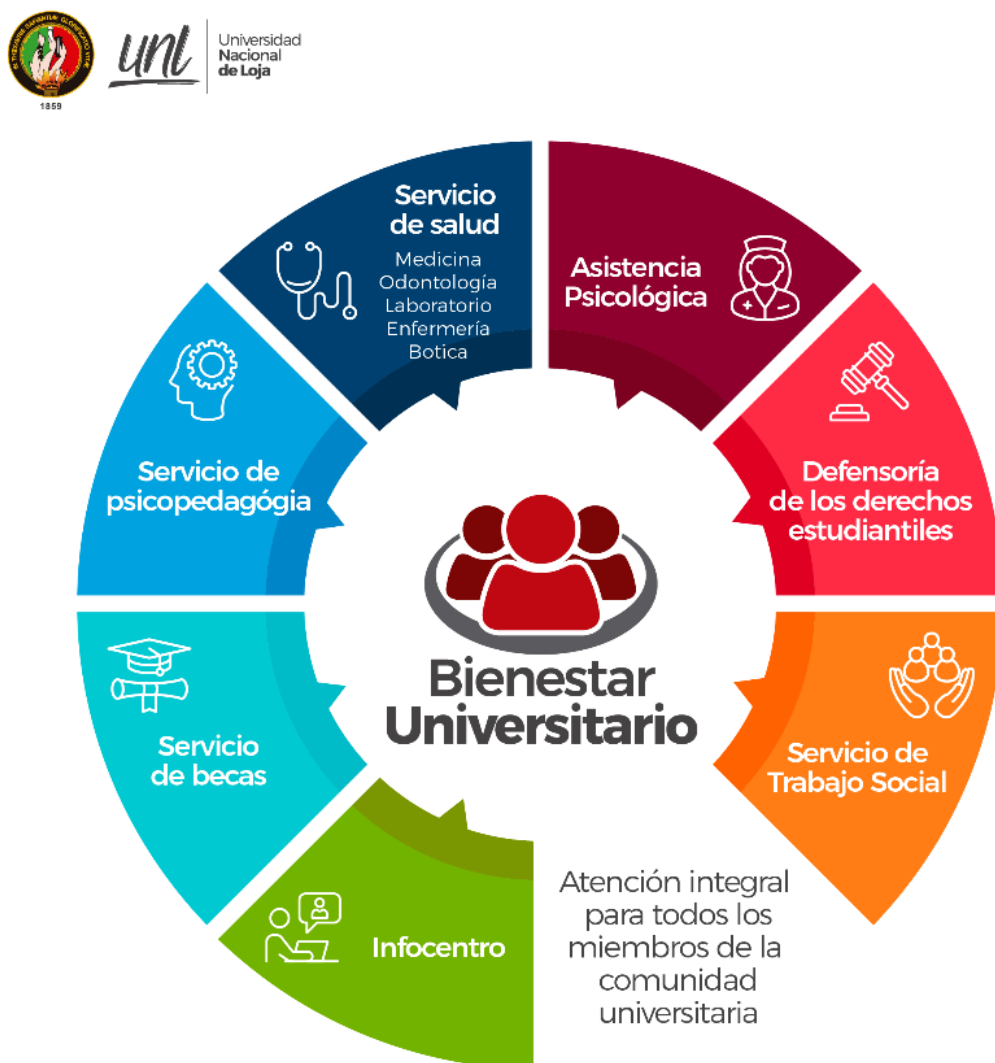 unl
Universidad
Nacional
de Loja
1859
Servicio
de salud
Medicina
Odontología
Laboratorio
Enfermería
Botica
Asistencia
Psicológica
Defensoría
de los derechos
estudiantiles
Servicio de
Trabajo Social
Atención integral
para todos los
miembros de la
comunidad
universitaria
Infocentro
Servicio
de becas
Servicio de
psicopedagógia
Bienestar
Universitario